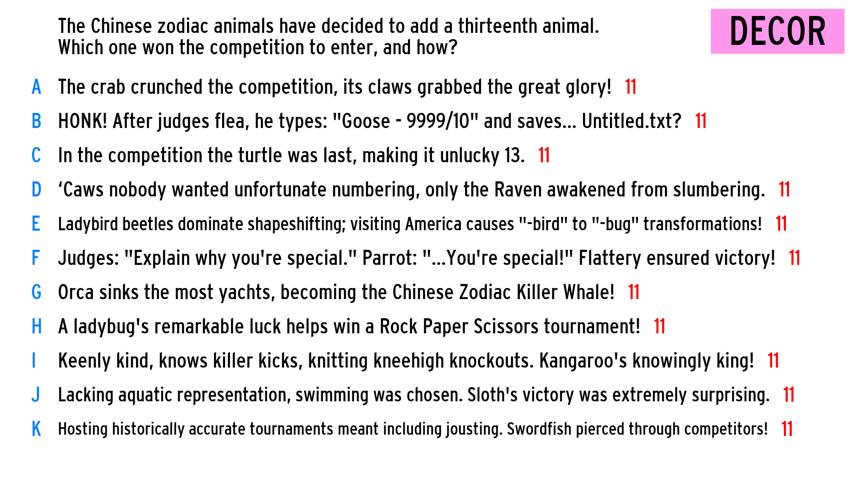 The Chinese zodiac animals have decided to add a thirteenth animal.
Which one won the competition to enter, and how?
DECOR
A The crab crunched the competition, its claws grabbed the great glory! 11
B HONK! After judges flea, he types: "Goose - 9999/10" and saves... Untitled.txt? 11
C In the competition the turtle was last, making it unlucky 13. 11
D ‘Caws nobody wanted unfortunate numbering, only the Raven awakened from slumbering. 11
E Ladybird beetles dominate shapeshifting; visiting America causes "-bird" to "-bug" transformations! 11
F Judges: "Explain why you're special." Parrot: "...You're special!" Flattery ensured victory! 11
G Orca sinks the most yachts, becoming the Chinese Zodiac Killer Whale! 11
H A ladybug's remarkable luck helps win a Rock Paper Scissors tournament! 11
I Keenly kind, knows killer kicks, knitting kneehigh knockouts. Kangaroo's knowingly king! 11
J Lacking aquatic representation, swimming was chosen. Sloth's victory was extremely surprising. 11
K Hosting historically accurate tournaments meant including jousting. Swordfish pierced through competitors! 11